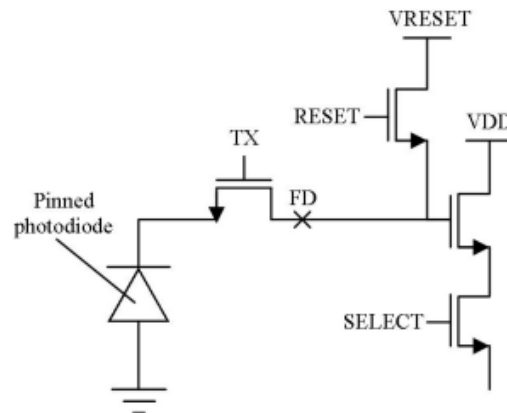 VRESET
RESET
VDD
TX
FD
Pinned
photodiode
SELECT